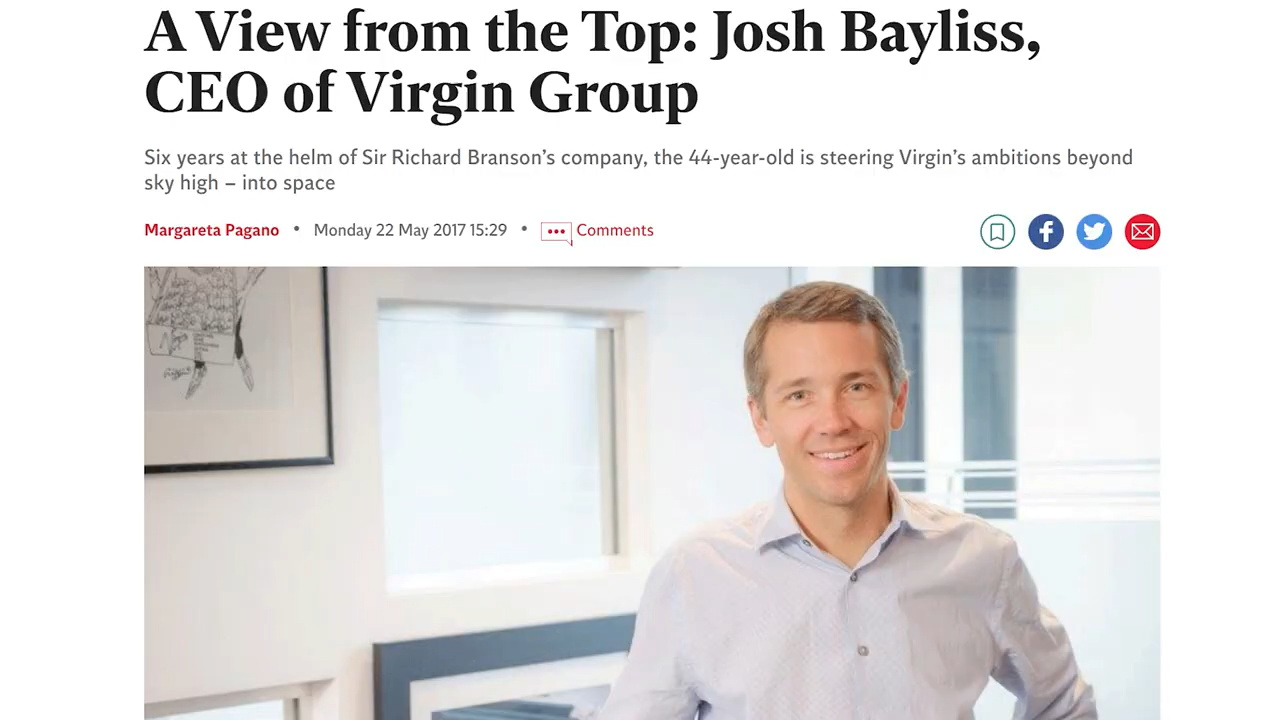 A View from the Top: Josh Bayliss,
CEO of Virgin Group
Six years at the helm of Sir Richard Branson’s company, the 44-year-old is steering Virgin’s ambitions beyond
sky high – into space
Margareta Pagano • Monday 22 May 2017 15:29 • Comments